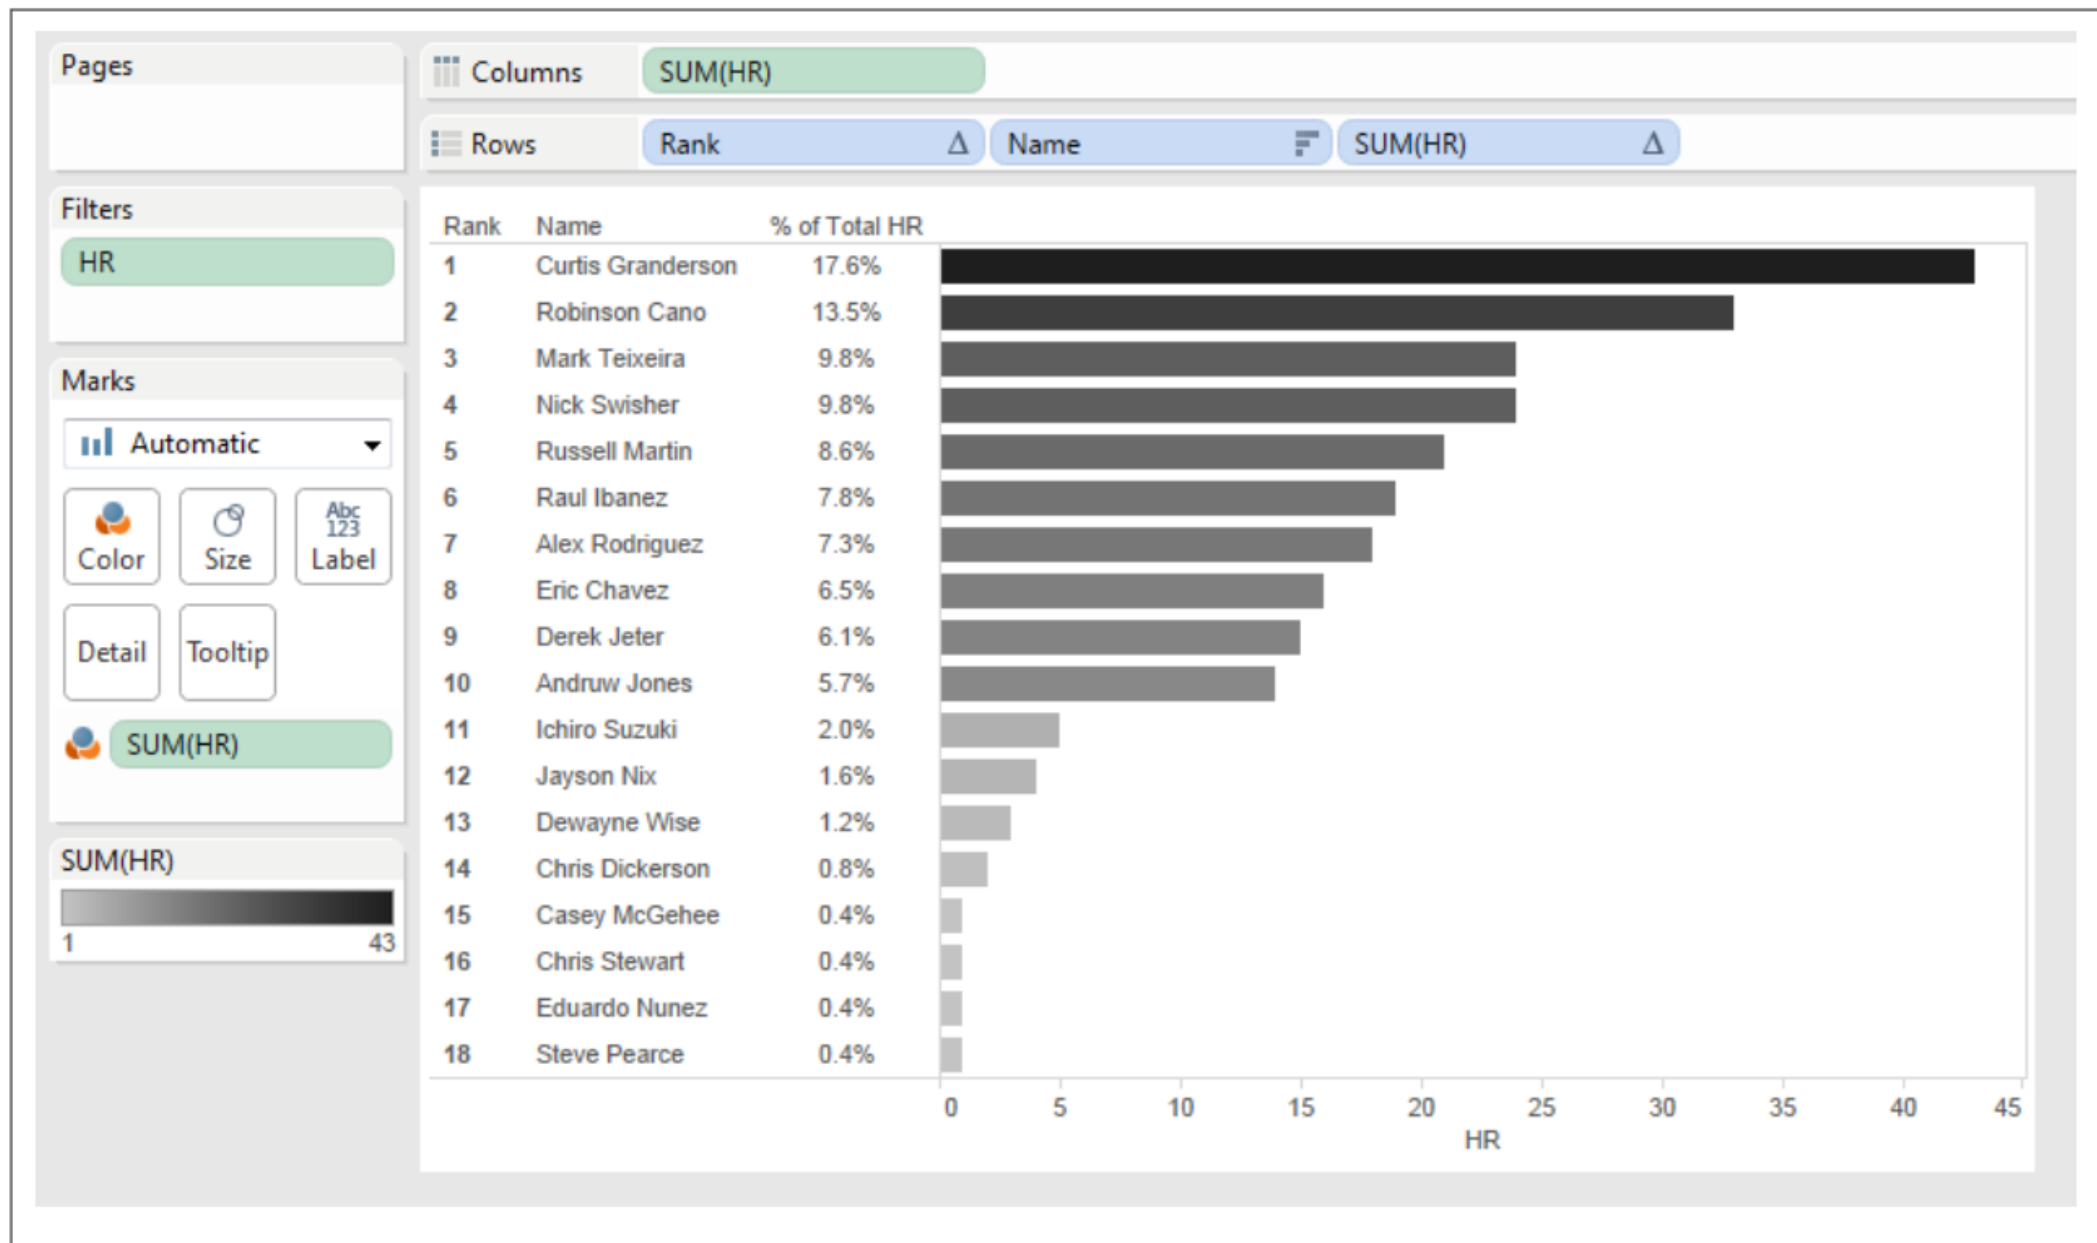 Pages
Columns SUM(HR)
Rows Rank Δ Name SUM(HR) Δ
Filters
HR
Marks
Automatic
Color Size Abc 123 Label
Detail Tooltip
SUM(HR)
SUM(HR)
1 43
Rank Name % of Total HR
1 Curtis Granderson 17.6%
2 Robinson Cano 13.5%
3 Mark Teixeira 9.8%
4 Nick Swisher 9.8%
5 Russell Martin 8.6%
6 Raul Ibanez 7.8%
7 Alex Rodriguez 7.3%
8 Eric Chavez 6.5%
9 Derek Jeter 6.1%
10 Andruw Jones 5.7%
11 Ichiro Suzuki 2.0%
12 Jayson Nix 1.6%
13 Dewayne Wise 1.2%
14 Chris Dickerson 0.8%
15 Casey McGehee 0.4%
16 Chris Stewart 0.4%
17 Eduardo Nunez 0.4%
18 Steve Pearce 0.4%
0 5 10 15 20 25 30 35 40 45
HR